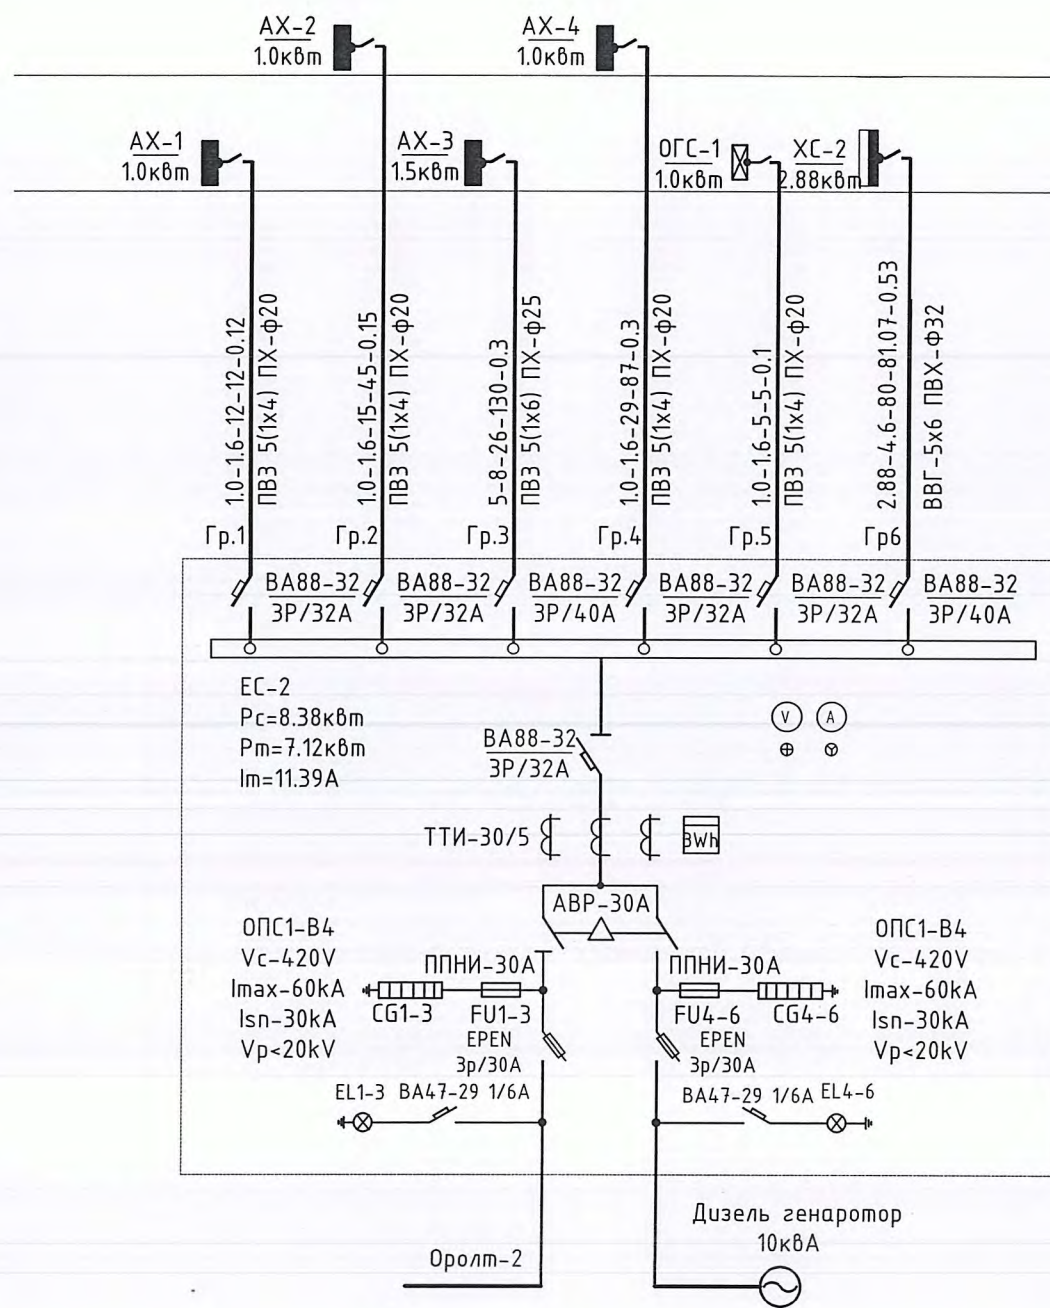 АХ-2
1.0квт
АХ-4
1.0квт
АХ-1
1.0квт
АХ-3
1.5квт
ОГС-1
1.0квт
ХС-2
2.88квт
1.0-1.6-12-12-0.12
ПВ3 5(1х4) ПХ-ф20
1.0-1.6-15-45-0.15
ПВ3 5(1х4) ПХ-ф20
5-8-26-130-0.3
ПВ3 5(1х6) ПХ-ф25
1.0-1.6-29-87-0.3
ПВ3 5(1х4) ПХ-ф20
1.0-1.6-5-5-0.1
ПВ3 5(1х4) ПХ-ф20
2.88-4.6-80-81.07-0.53
ВВГ-5х6 ПВХ-Ф32
Гр.1
Гр.2
Гр.3
Гр.4
Гр.5
Гр6
ВА88-32
3Р/32А
ВА88-32
3Р/32А
ВА88-32
3Р/40А
ВА88-32
3Р/32А
ВА88-32
3Р/32А
ВА88-32
3Р/40А
ЕС-2
Рс=8.38квт
Рт=7.12квт
Iт=11.39А
V
A
ВА88-32
3Р/32А
ТТИ-30/5
3Wh
АВР-30А
ОПС1-В4
Vc-420V
Imax-60kA
Isn-30kA
Vp<20kV
ППНИ-30А
CG1-3
FU1-3
EPEN
3р/30А
ППНИ-30А
FU4-6
CG4-6
EPEN
3р/30А
ОПС1-В4
Vc-420V
Imax-60kA
Isn-30kA
Vp<20kV
EL1-3
ВА47-29 1/6А
ВА47-29 1/6А
EL4-6
Оролт-2
Дизель генаротор
10квА